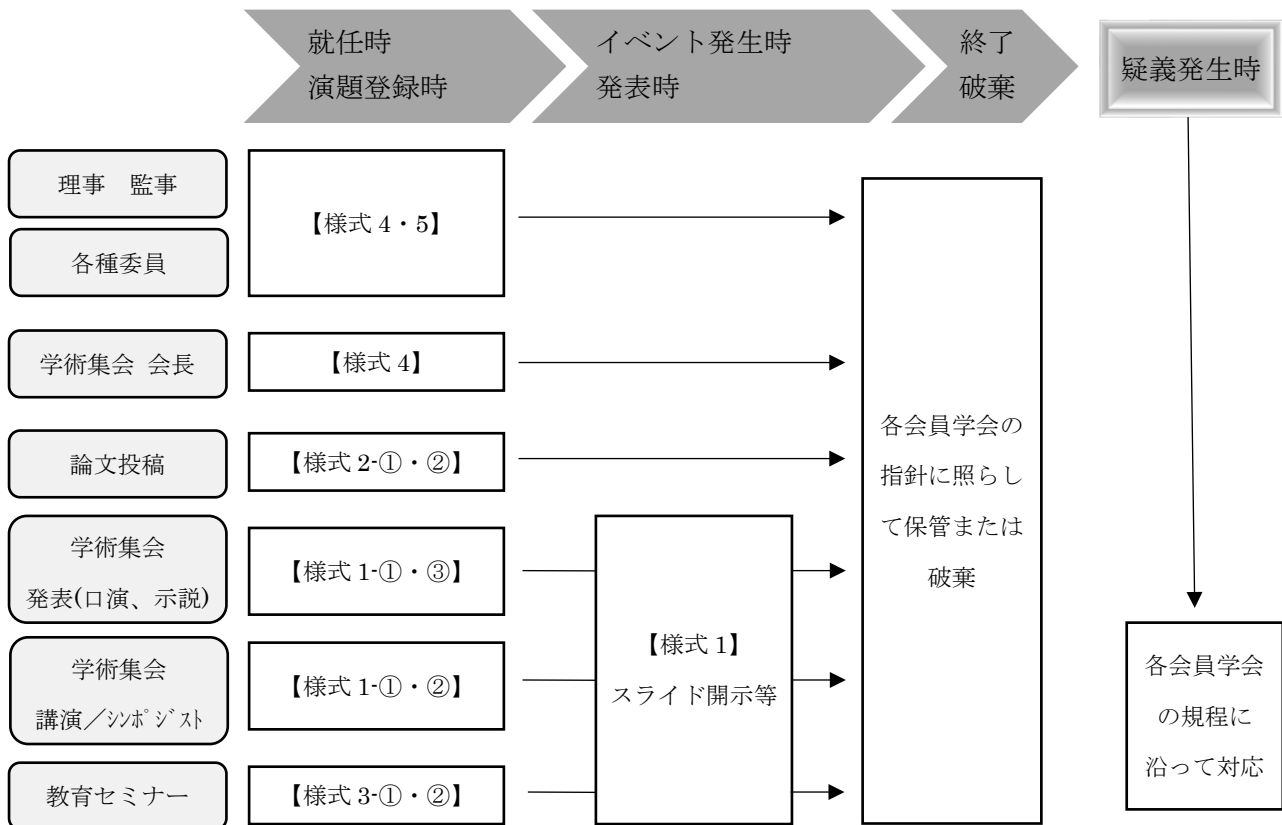 就任時
演題登録時
イベント発生時
発表時
終了
破棄
疑義発生時
理事　監事
各種委員
【様式 4・5】
学術集会 会長
【様式 4】
論文投稿
【様式 2-①・②】
学術集会
発表(口演、示説)
【様式 1-①・③】
学術集会
講演／ｼﾝﾎﾟｼﾞｽﾄ
【様式 1-①・②】
教育セミナー
【様式 3-①・②】
【様式 1】
スライド開示等
各会員学会の
指針に照らし
て保管または
破棄
各会員学会
の規程に
沿って対応